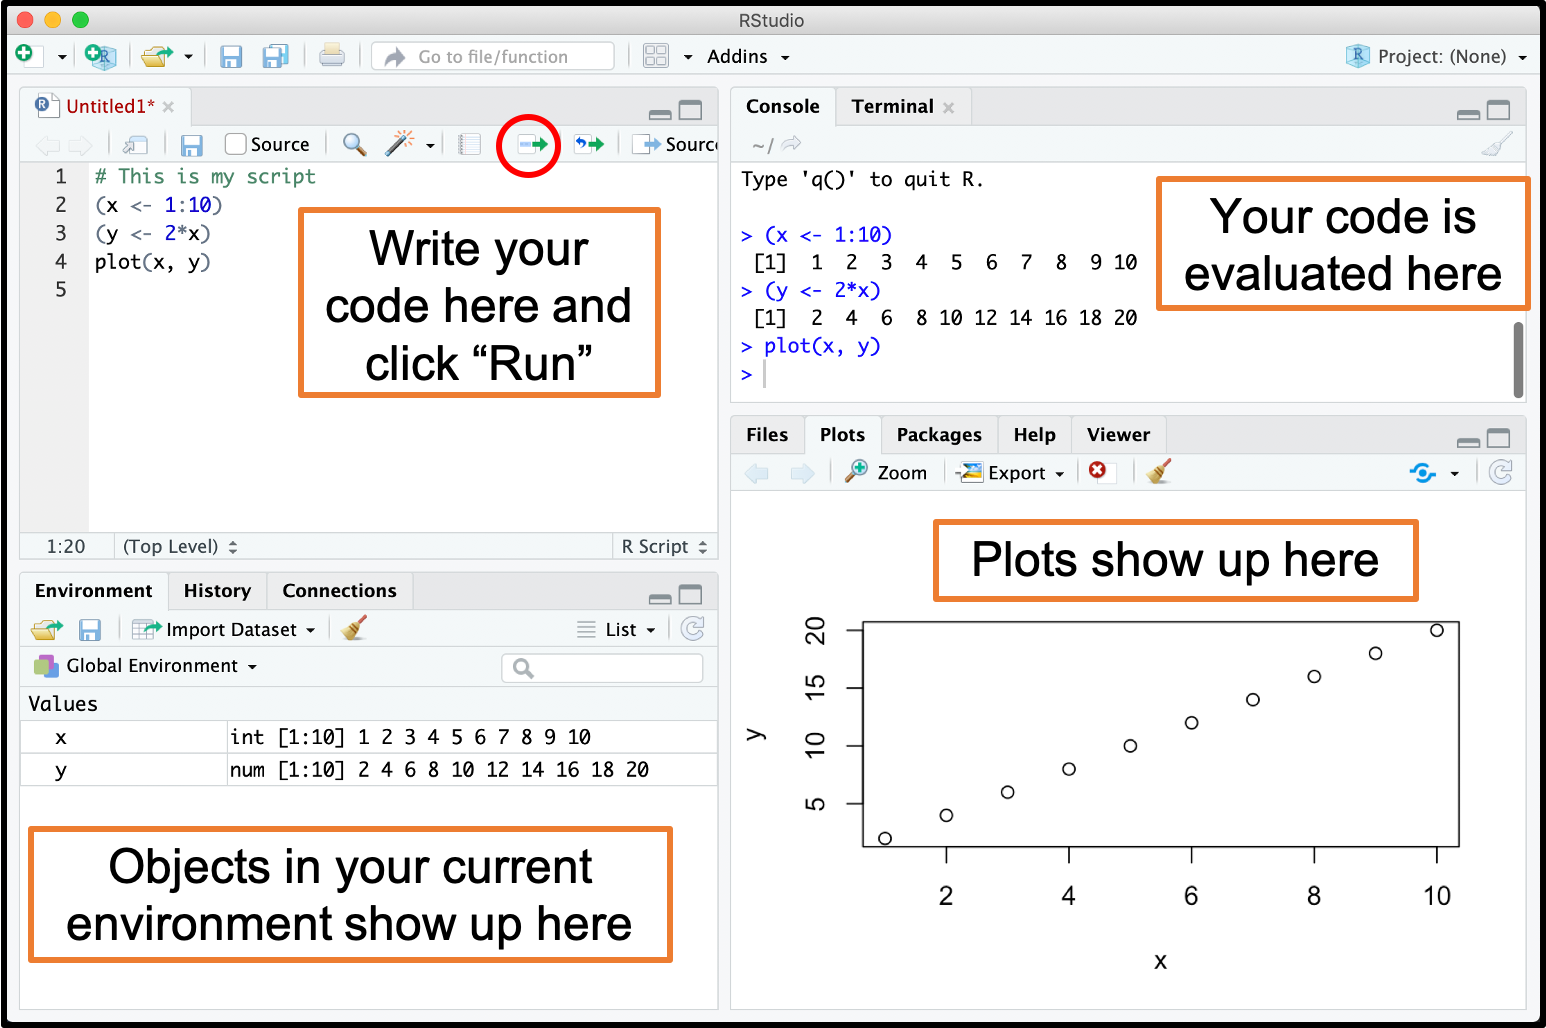 RStudio
Go to file/function
Addins
Project: (None)
Untitled1*
Source
Sourc
1 # This is my script
2 (x <- 1:10)
3 (y <- 2*x)
4 plot(x, y)
5
Write your
code here and
click “Run”
1:20 (Top Level) R Script
Console Terminal
~/
Type 'q()' to quit R.
> (x <- 1:10)
[1] 1 2 3 4 5 6 7 8 9 10
> (y <- 2*x)
[1] 2 4 6 8 10 12 14 16 18 20
> plot(x, y)
>
Your code is
evaluated here
Environment History Connections
Import Dataset List
Global Environment
Values
x int [1:10] 1 2 3 4 5 6 7 8 9 10
y num [1:10] 2 4 6 8 10 12 14 16 18 20
Objects in your current
environment show up here
Files Plots Packages Help Viewer
Zoom Export
Plots show up here
y
20
15
10
5
2 4 6 8 10
x